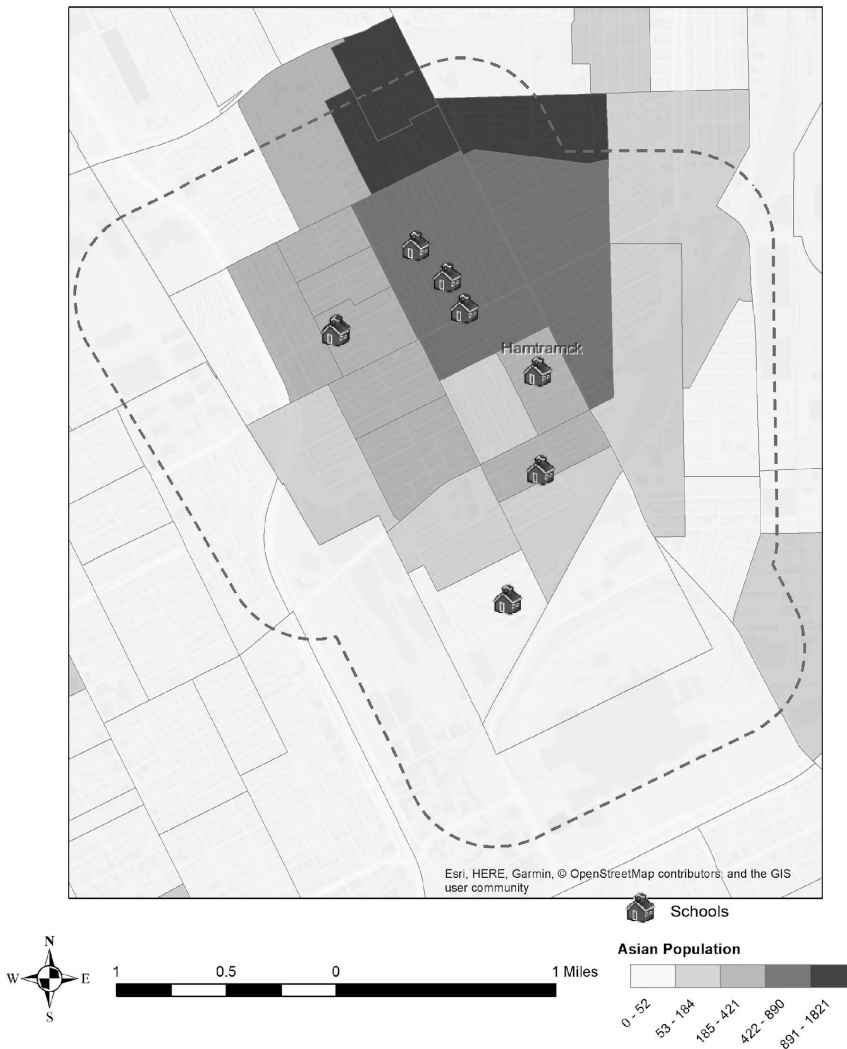 Hamtramck
Esri, HERE, Garmin, © OpenStreetMap contributors, and the GIS
user community
Schools
N
W
E
S
1
0.5
0
1 Miles
Asian Population
0 - 52
53 - 184
185 - 421
422 - 890
891 - 1821